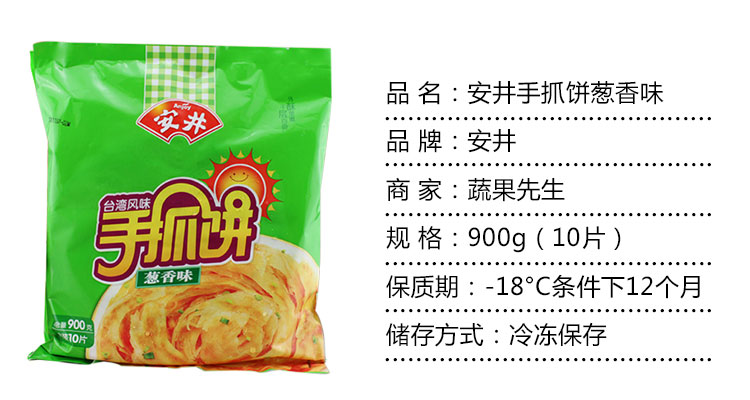 Anjoy
安井
台湾风味
手抓饼
葱香味
900克
10片
品 名：安井手抓饼葱香味
品 牌：安井
商 家：蔬果先生
规 格：900g（10片）
保质期：-18°C条件下12个月
储存方式：冷冻保存